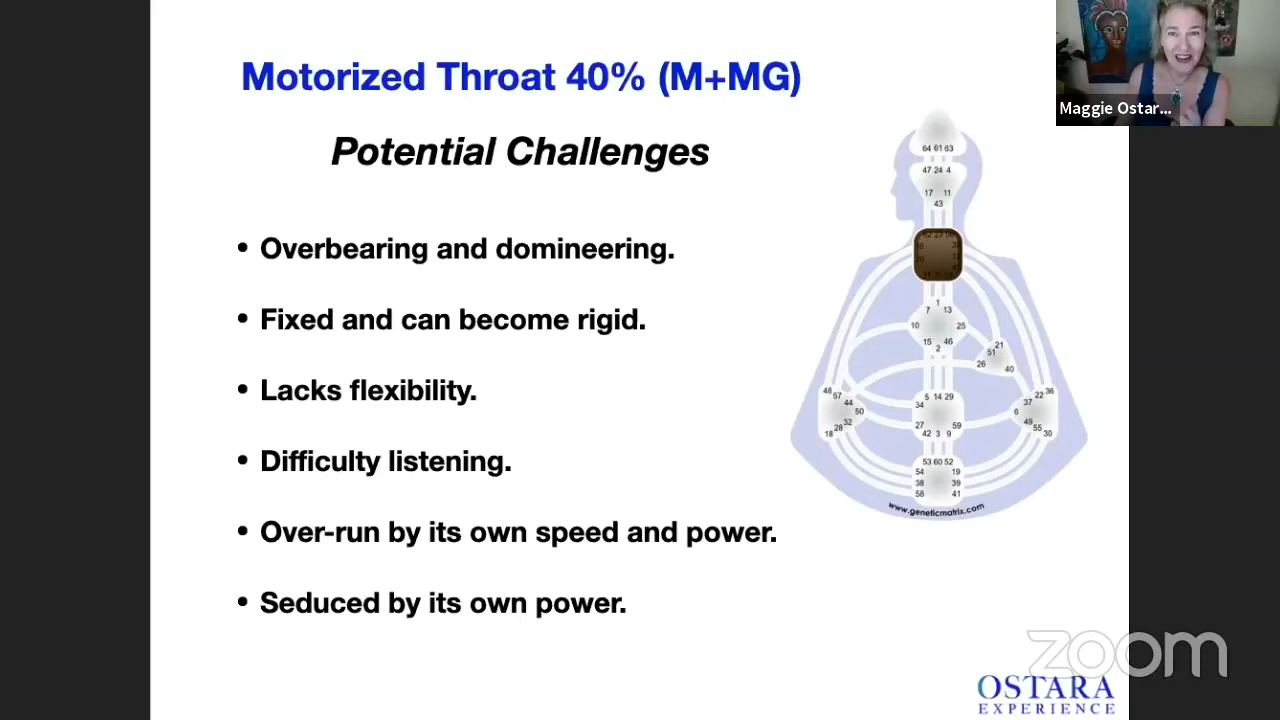 Motorized Throat 40% (M+MG)
Maggie Ostar...
Potential Challenges
• Overbearing and domineering.
• Fixed and can become rigid.
• Lacks flexibility.
• Difficulty listening.
• Over-run by its own speed and power.
• Seduced by its own power.
64 61 63
47 24 4
17 11
43
1
7 13
10 25
15 46
2
21
51
26 40
48
57
44
50
32
28
18
5 14 29
34
27 59
42 3 9
36
22
37
6
49
55
30
53 60 52
54 19
38 39
58 41
www.geneticmatrix.com
zoom
OSTARA
EXPERIENCE